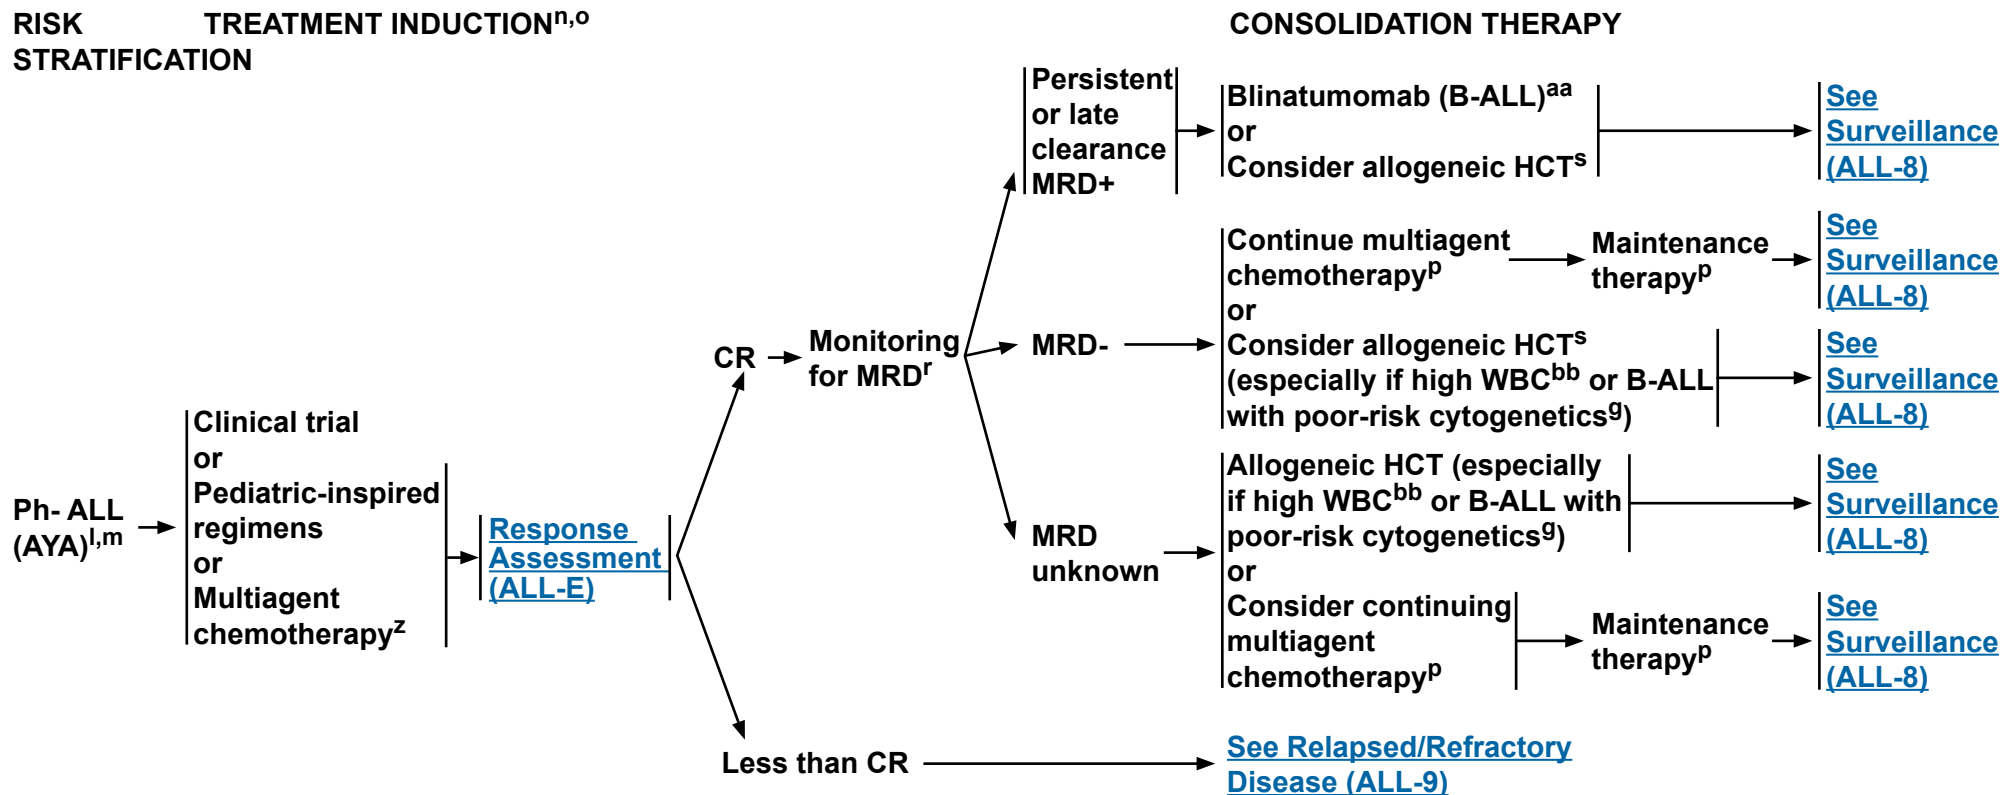 RISK STRATIFICATION
TREATMENT INDUCTIONn,o
CONSOLIDATION THERAPY
Ph- ALL
(AYA)l,m
Clinical trial
or
Pediatric-inspired
regimens
or
Multiagent
chemotherapyz
Response
Assessment
(ALL-E)
CR
Monitoring
for MRDr
Persistent
or late
clearance
MRD+
Blinatumomab (B-ALL)aa
or
Consider allogeneic HCTs
See
Surveillance
(ALL-8)
MRD-
Continue multiagent
chemotherapyp
Maintenance
therapyp
See
Surveillance
(ALL-8)
or
Consider allogeneic HCTs
(especially if high WBCbb or B-ALL
with poor-risk cytogeneticsg)
See
Surveillance
(ALL-8)
MRD
unknown
Allogeneic HCT (especially
if high WBCbb or B-ALL with
poor-risk cytogeneticsg)
See
Surveillance
(ALL-8)
or
Consider continuing
multiagent
chemotherapyp
Maintenance
therapyp
See
Surveillance
(ALL-8)
Less than CR
See Relapsed/Refractory
Disease (ALL-9)